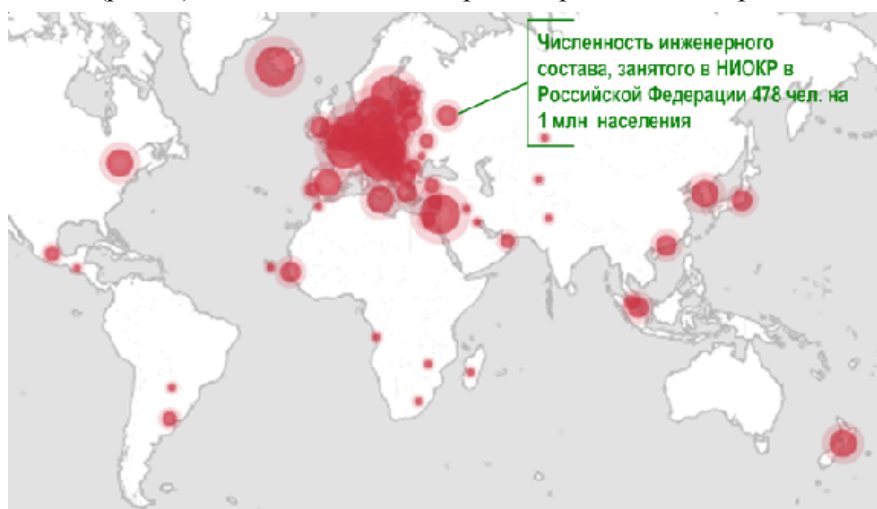 Численность инженерного
состава, занятого в НИОКР в
Российской Федерации 478 чел. на
1 млн населения